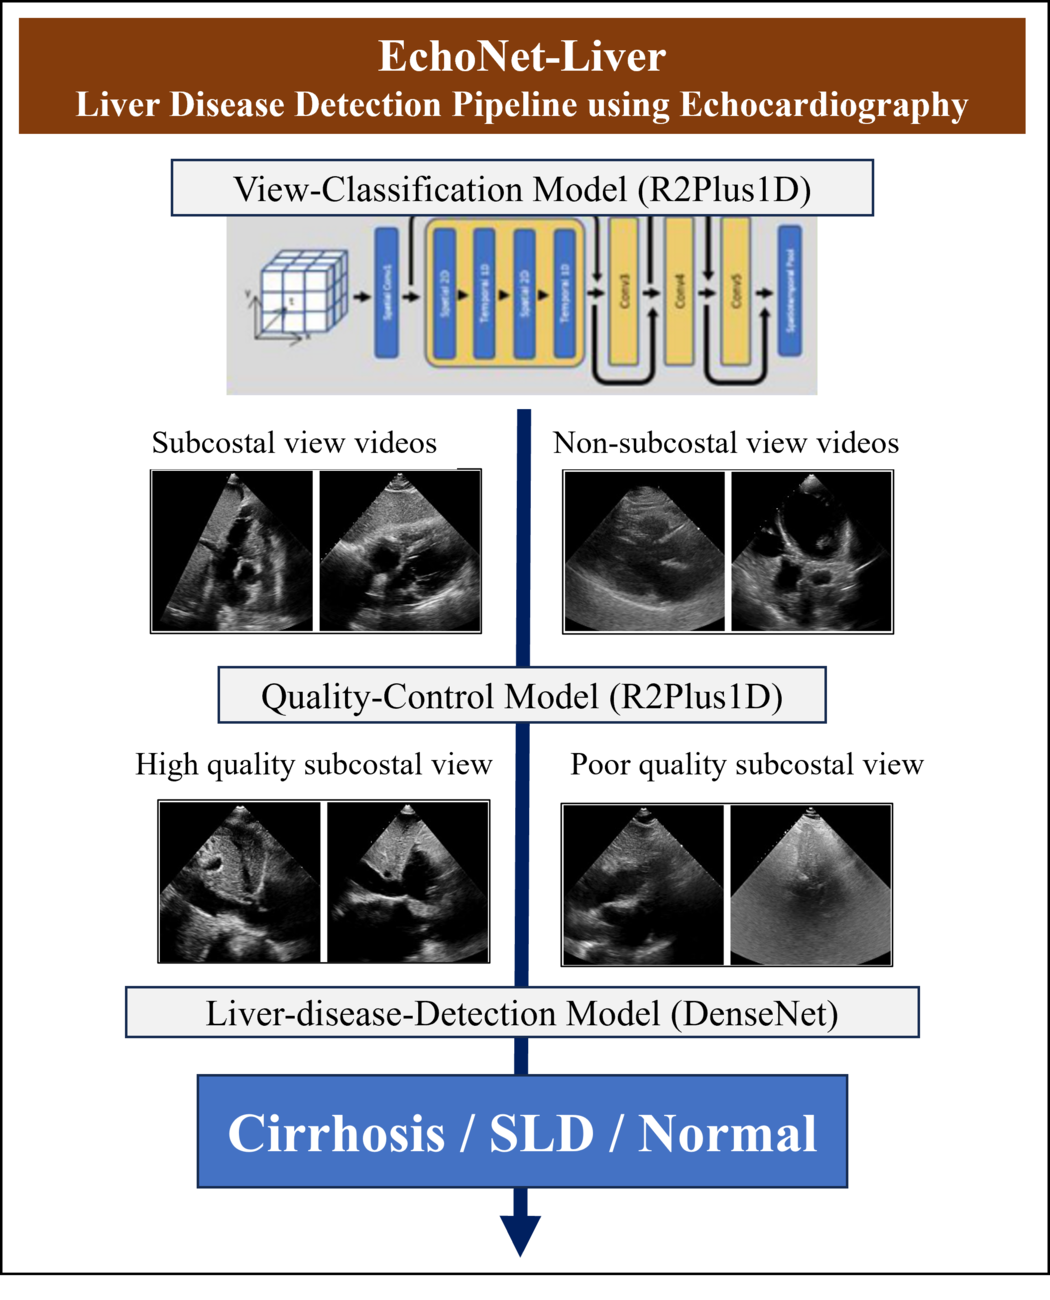 EchoNet-Liver
Liver Disease Detection Pipeline using Echocardiography
View-Classification Model (R2Plus1D)
Y
t
x
Spatial Conv1
Spatial 2D
Temporal 1D
Spatial 2D
Temporal 1D
Conv3
Conv4
Conv5
Spatiotemporal Pool
Subcostal view videos
Non-subcostal view videos
Quality-Control Model (R2Plus1D)
High quality subcostal view
Poor quality subcostal view
Liver-disease-Detection Model (DenseNet)
Cirrhosis / SLD / Normal